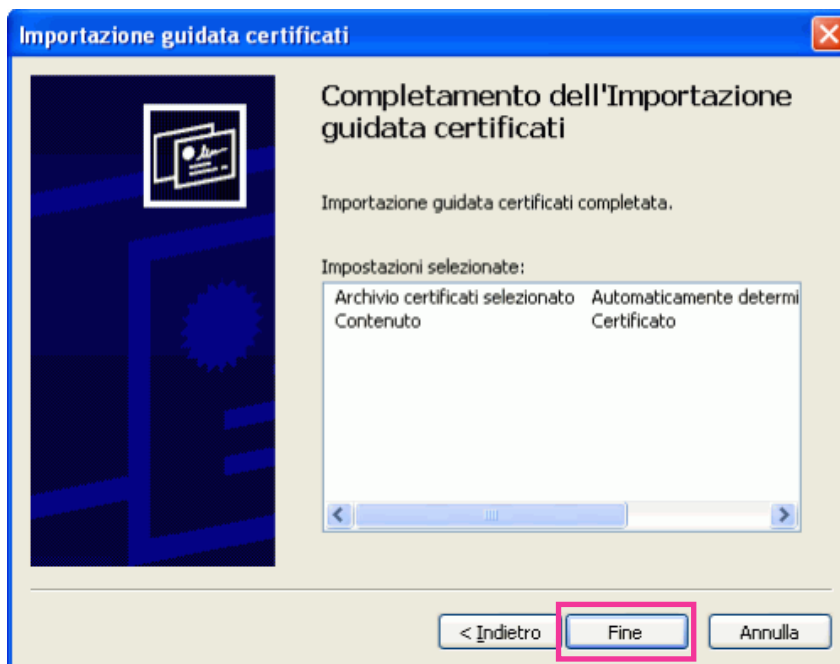 Importazione guidata certificati
Completamento dell'Importazione
guidata certificati
Importazione guidata certificati completata.
Impostazioni selezionate:
Archivio certificati selezionato Automaticamente determi
Contenuto Certificato
< Indietro Fine Annulla